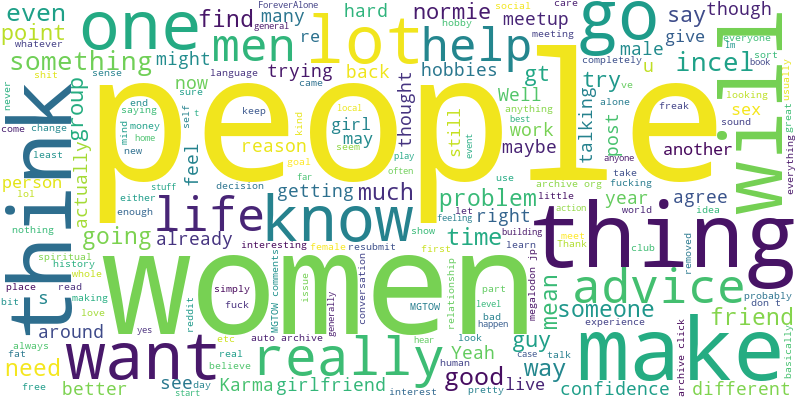 people
women
think
will
thing
make
one
lot
go
want
know
life
really
help
men
advice
even
point
something
find
many
ForeverAlone
general
might
re
hard
back
trying
normie
hobbies
meetup
hobby
social
meeting
care
say
give
though
male
incel
completely
language
came
gt
try
u
ve
everyone
im
sort
book
looking
usually
great
everything
whatever
shit
sense
never
come
change
lol
least
person
nothing
group
actually
now
sure
t
end
saying
mind
money
new
home
self
feel
either
enough
stuff
keep
girl
may
reason
goal
far
decision
getting
local
kind
seem
play
often
thought
much
still
anything
best
event
Well
work
maybe
talking
post
alone
freak
another
sex
sound
anyone
take
fucking
archive org
use
little
problem
right
let
feeling
time
learn
year
world
action
building
agree
idea
removed
club
don t
probably
basically
going
already
interesting
female
resubmit
show
first
simply
fuck
issue
generally
conversation
megalodon jp
meet
Thank
mean
someone
experience
friend
spiritual
history
whole
place
read
bit
s
making
love
around
yes
reddit
MGTOW comments
MGTOW
relationship
part
level
bad
happen
look
hear
guy
case
talk
way
need
always
fat
free
better
see
day
start
etc
real
believe
auto archive
Yeah
human
good
live
Karma
girlfriend
interest
pretty
confidence
archive click
different